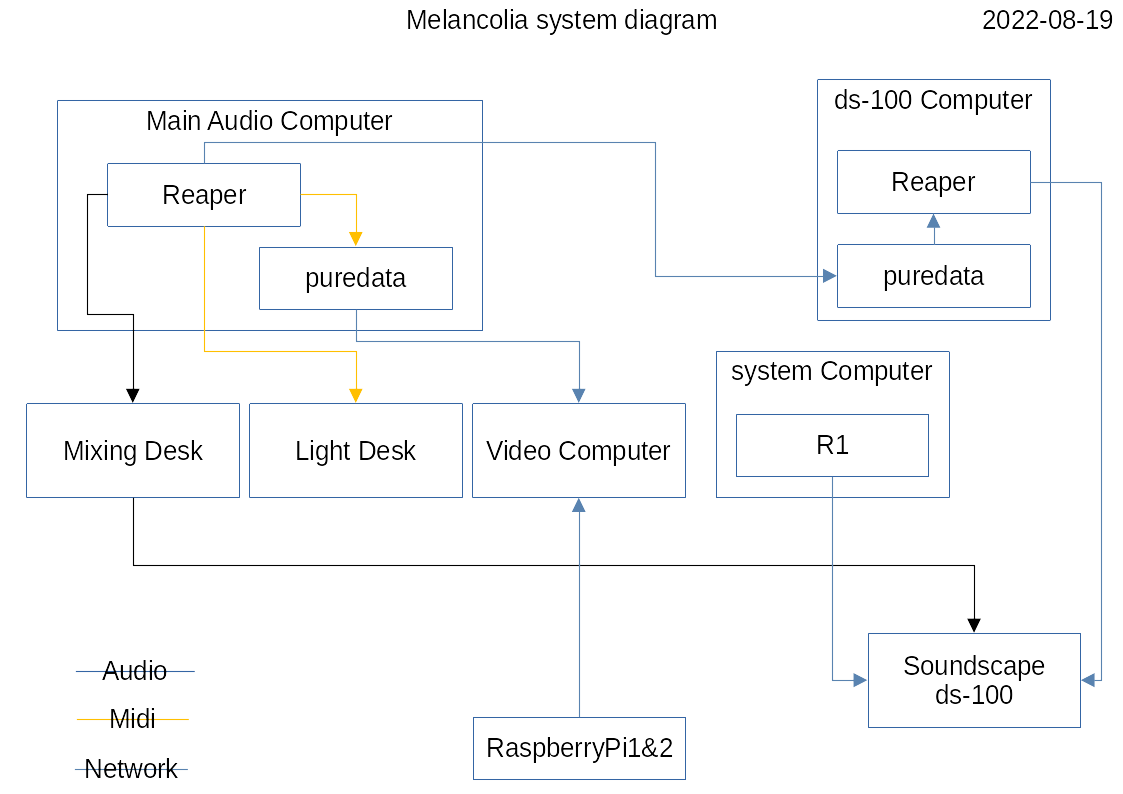 Melancolia system diagram
2022-08-19
Main Audio Computer
Reaper
puredata
ds-100 Computer
Reaper
puredata
system Computer
R1
Mixing Desk
Light Desk
Video Computer
Soundscape
ds-100
RaspberryPi1&2
Audio
Midi
Network